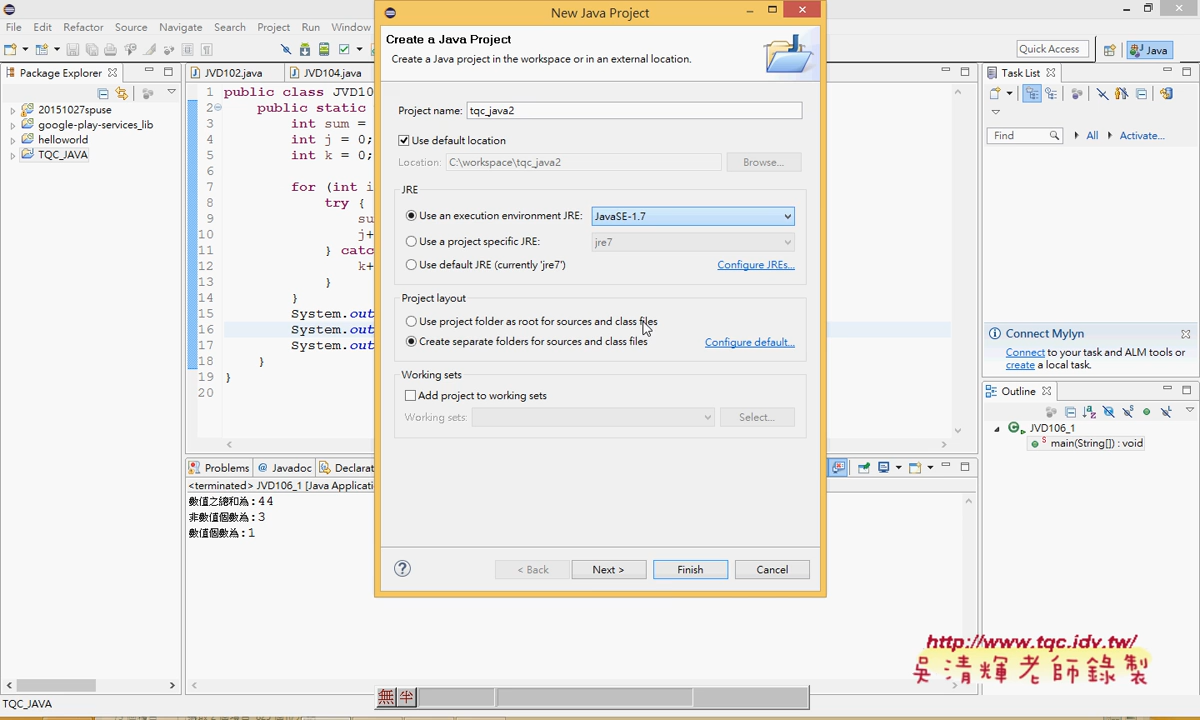 New Java Project
File Edit Refactor Source Navigate Search Project Run Window
Quick Access
Java
Package Explorer
20151027spuse
google-play-services_lib
helloworld
TQC_JAVA
JVD102.java
JVD104.java
1 public class JVD10
2 public static
3 int sum =
4 int j = 0;
5 int k = 0;
6
7 for (int i
8 try {
9 su
10 j+
11 } catc
12 k+
13 }
14 }
15 System.out
16 System.out
17 System.out
18 }
19 }
20
Create a Java Project
Create a Java project in the workspace or in an external location.
Project name: tqc_java2
Use default location
Location: C:\workspace\tqc_java2 Browse...
JRE
Use an execution environment JRE: JavaSE-1.7
Use a project specific JRE: jre7
Use default JRE (currently 'jre7') Configure JREs...
Project layout
Use project folder as root for sources and class files
Create separate folders for sources and class files Configure default...
Working sets
Add project to working sets
Working sets: Select...
< Back Next > Finish Cancel
Task List
Find All Activate...
Connect Mylyn
Connect to your task and ALM tools or
create a local task.
Outline
JVD106_1
main(String[]) : void
Problems Javadoc Declarat
<terminated> JVD106_1 [Java Applicati
數值之總和為:44
非數值個數為:3
數值個數為:1
http://www.tqc.idv.tw/
吳清輝老師錄製
無 半
TQC_JAVA